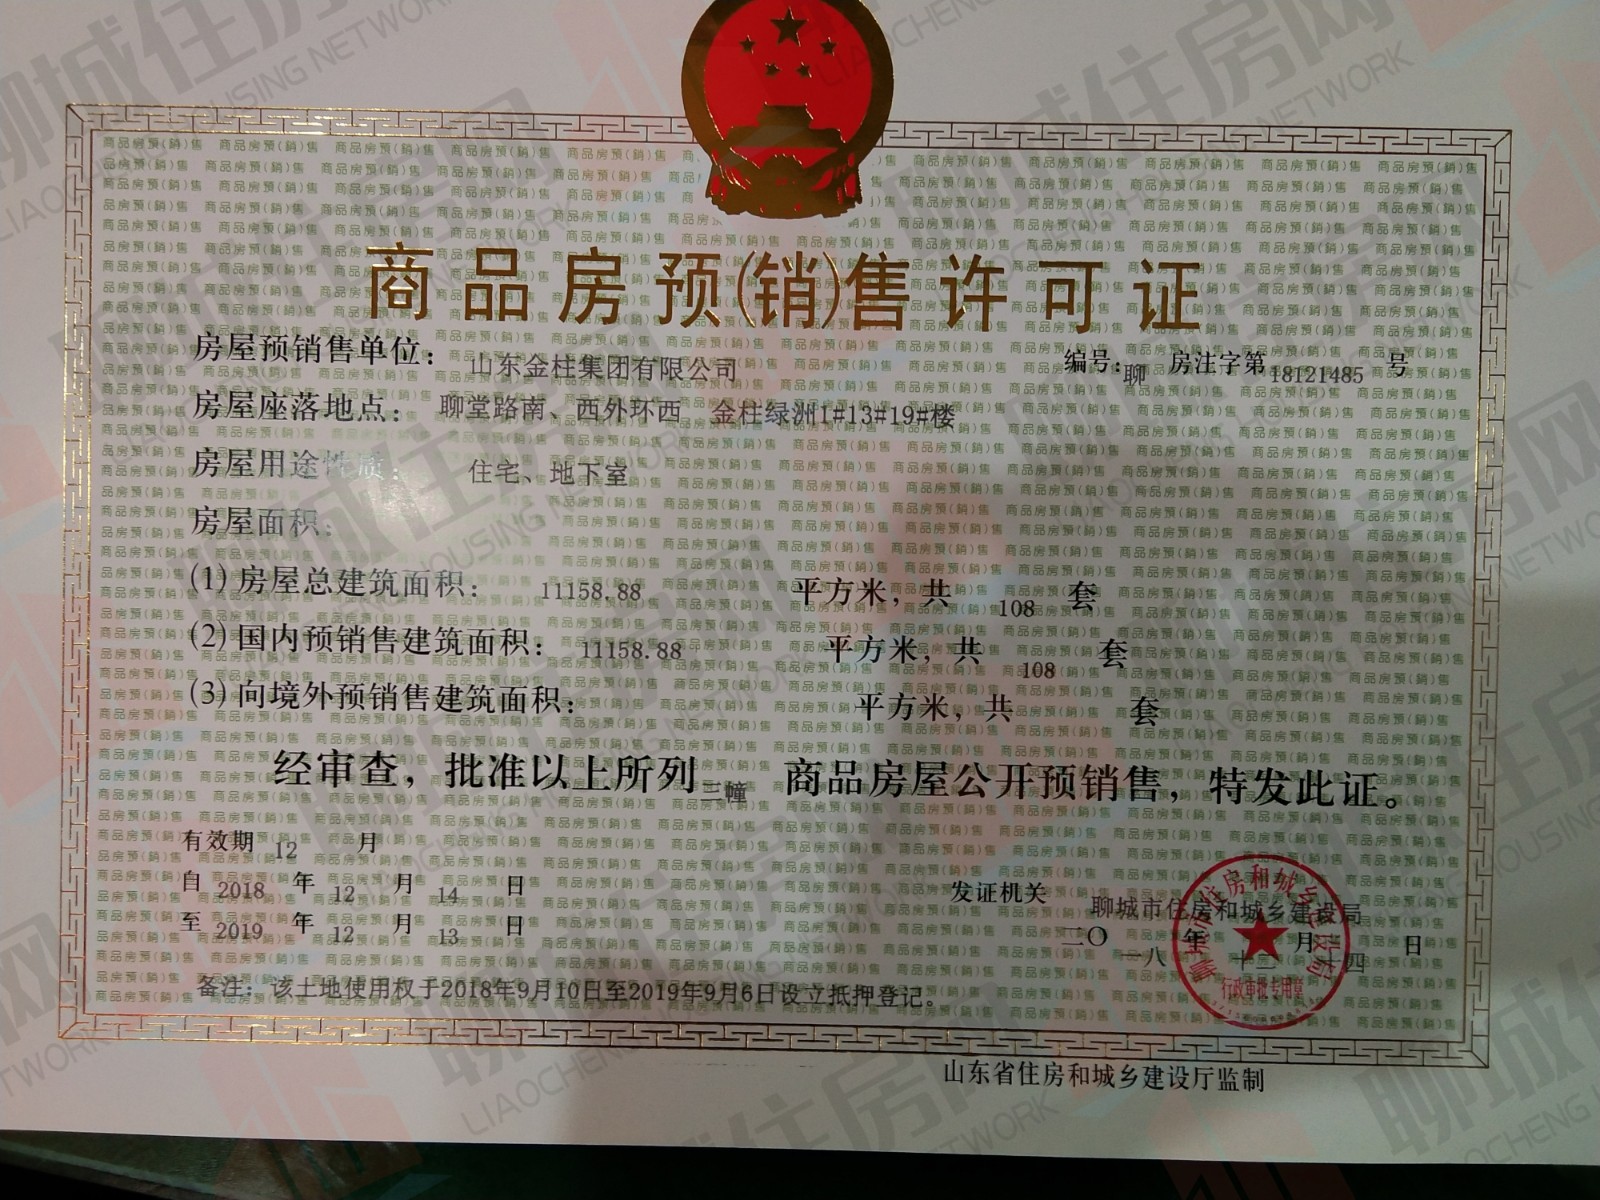 商品房预(销)售许可证
房屋预销售单位： 山东金柱集团有限公司 编号：聊 房注字第18121485 号
房屋座落地点： 聊堂路南、西外环西，金柱绿洲1#13#19#楼
房屋用途性质： 住宅、地下室
房屋面积：
(1) 房屋总建筑面积： 11158.88 平方米，共 108 套
(2) 国内预销售建筑面积： 11158.88 平方米，共 108 套
(3) 向境外预销售建筑面积： 平方米，共 套
经审查，批准以上所列 三幢 商品房屋公开预销售，特发此证。
有效期 12 月
自 2018 年 12 月 14 日
至 2019 年 12 月 13 日
发证机关 聊城市住房和城乡建设局
二〇一八 年 十二 月 十四 日
行政审批专用章
备注：该土地使用权于2018年9月10日至2019年9月6日设立抵押登记。
山东省住房和城乡建设厅监制
聊城住房网
LIAOCHENG HOUSING NETWORK